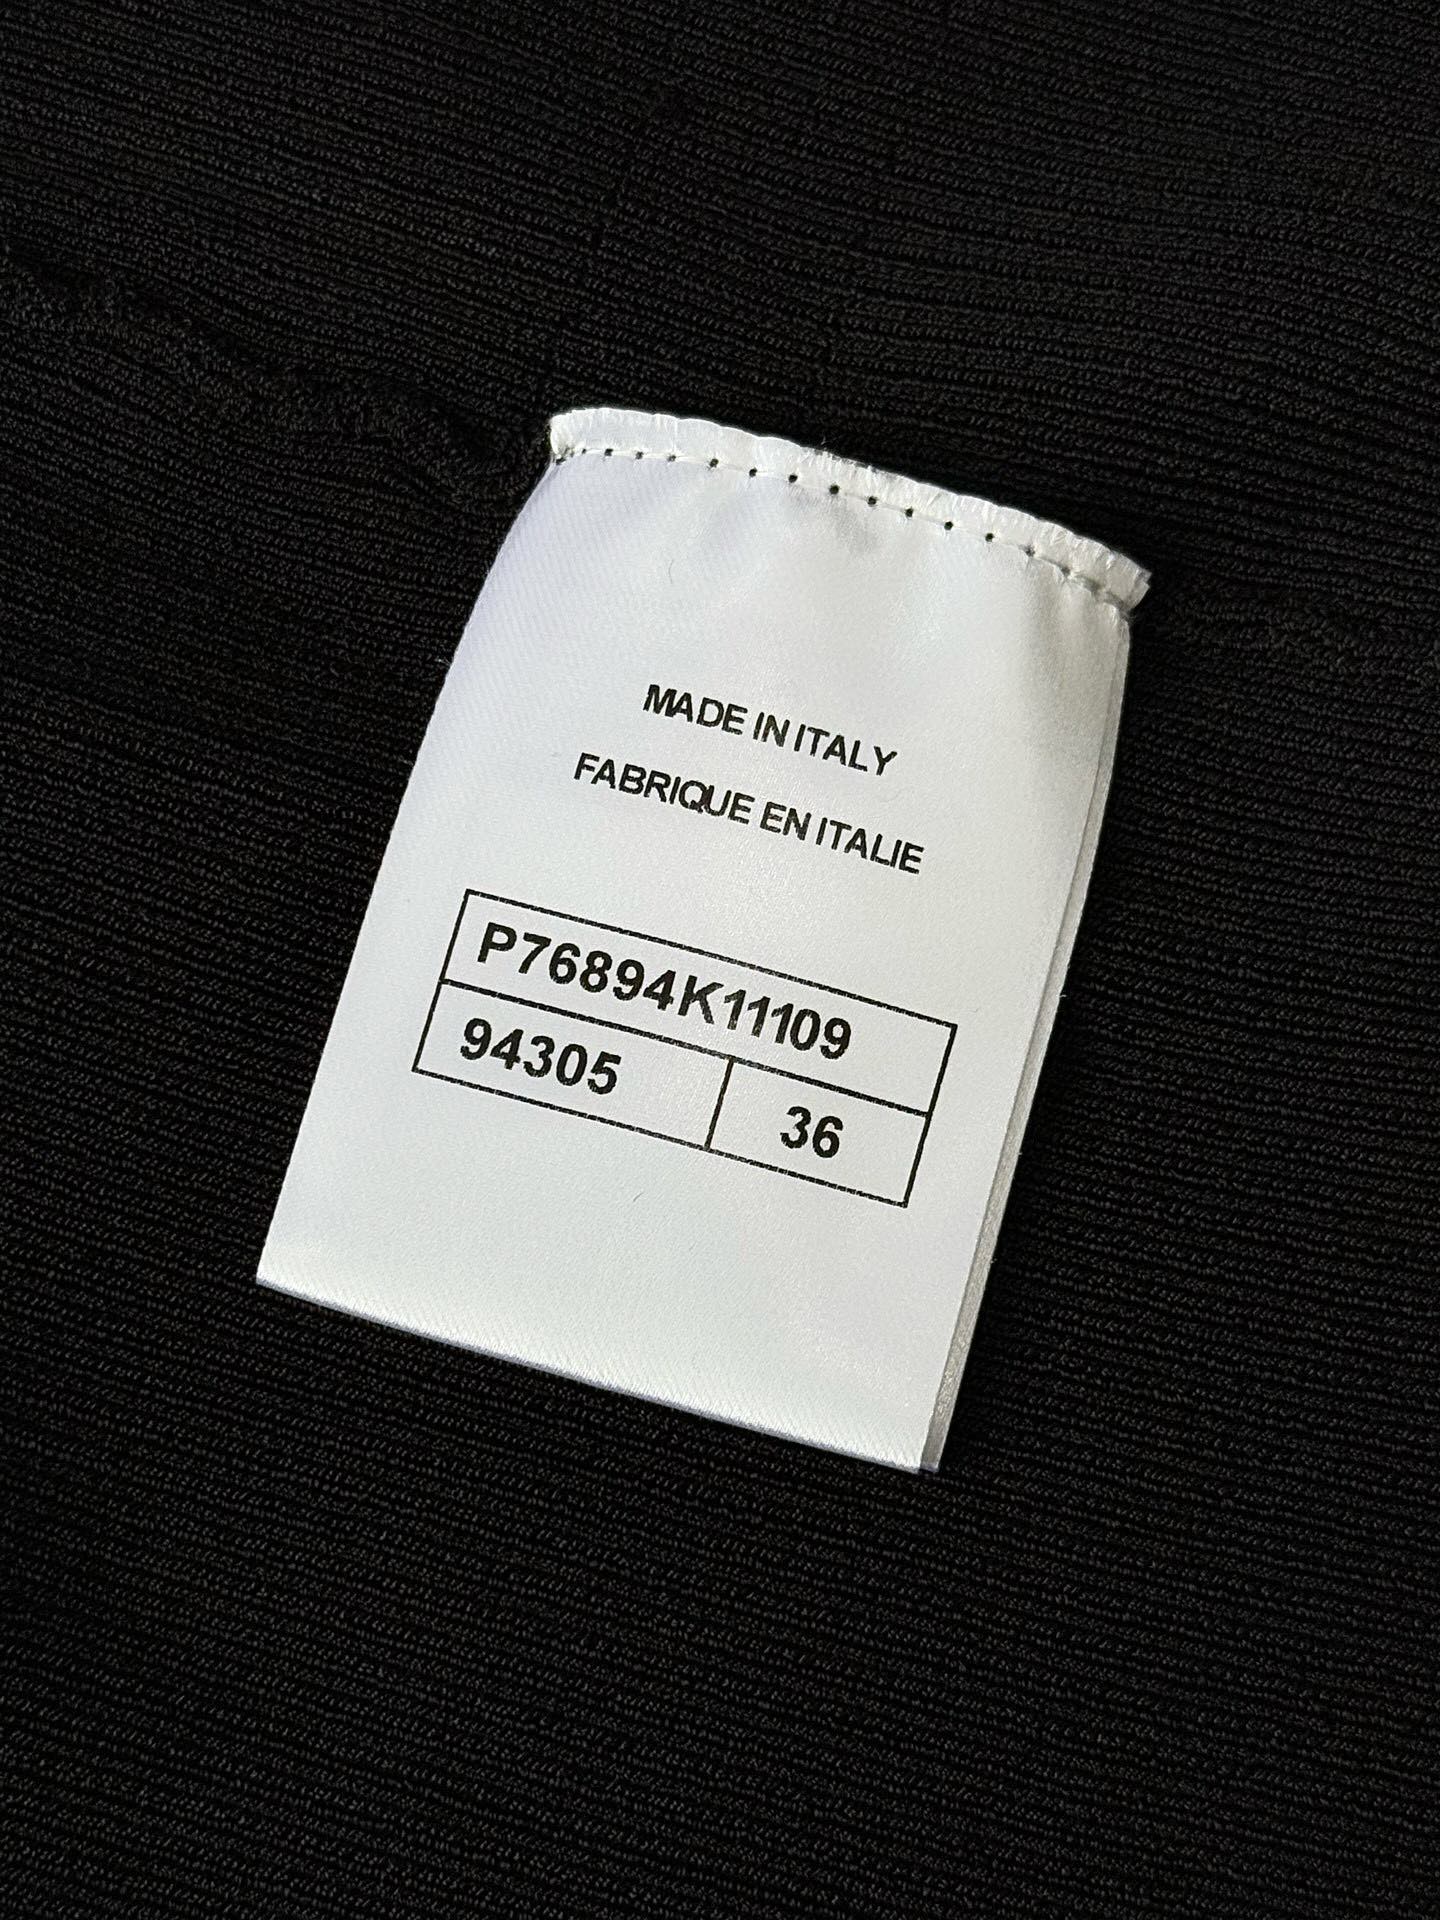 MADE IN ITALY
FABRIQUE EN ITALIE
P76894K11109
94305 36